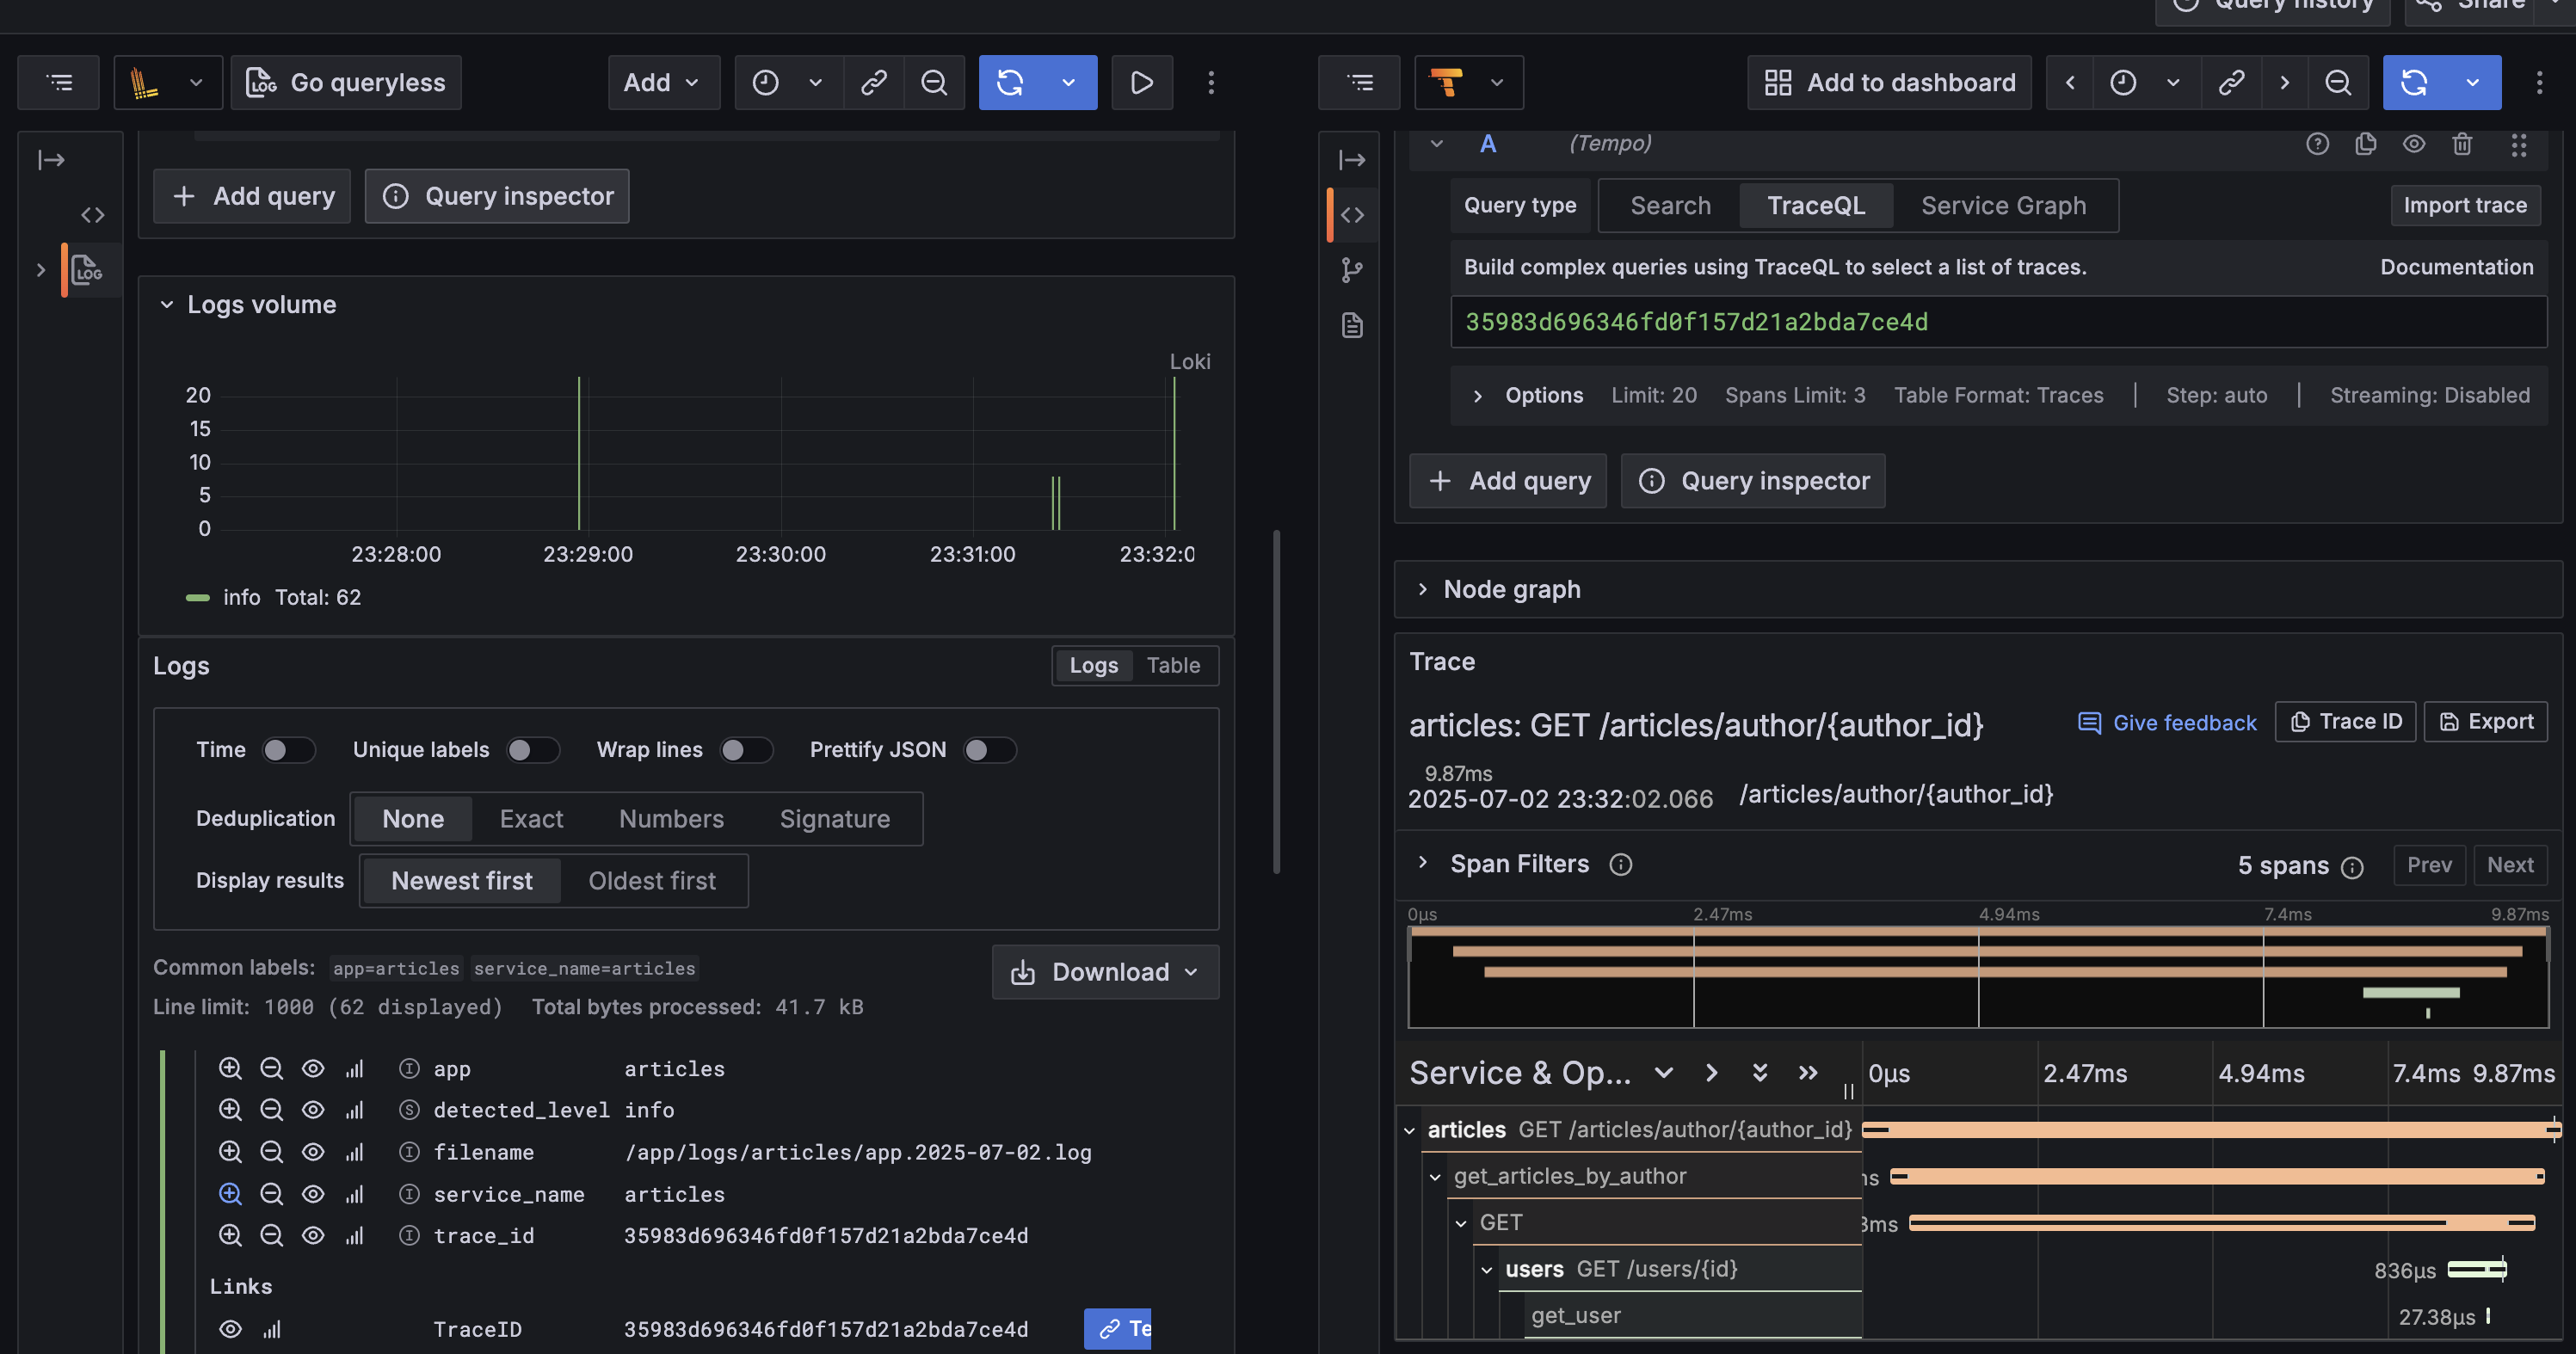 Query history
Share
Go queryless
Add
Add to dashboard
Add query
Query inspector
Logs volume
Loki
20
15
10
5
0
23:28:00
23:29:00
23:30:00
23:31:00
23:32:0
info Total: 62
Logs
Logs
Table
Time
Unique labels
Wrap lines
Prettify JSON
Deduplication
None
Exact
Numbers
Signature
Display results
Newest first
Oldest first
Common labels: app=articles service_name=articles
Download
Line limit: 1000 (62 displayed) Total bytes processed: 41.7 kB
app articles
detected_level info
filename /app/logs/articles/app.2025-07-02.log
service_name articles
trace_id 35983d696346fd0f157d21a2bda7ce4d
Links
TraceID 35983d696346fd0f157d21a2bda7ce4d
Te
A (Tempo)
Query type
Search
TraceQL
Service Graph
Import trace
Build complex queries using TraceQL to select a list of traces.
Documentation
35983d696346fd0f157d21a2bda7ce4d
Options Limit: 20 Spans Limit: 3 Table Format: Traces | Step: auto | Streaming: Disabled
Add query
Query inspector
Node graph
Trace
articles: GET /articles/author/{author_id}
Give feedback
Trace ID
Export
9.87ms
2025-07-02 23:32:02.066 /articles/author/{author_id}
Span Filters
5 spans
Prev
Next
0µs
2.47ms
4.94ms
7.4ms
9.87ms
Service & Op...
0µs
2.47ms
4.94ms
7.4ms
9.87ms
articles GET /articles/author/{author_id}
get_articles_by_author
GET
users GET /users/{id}
836µs
get_user
27.38µs